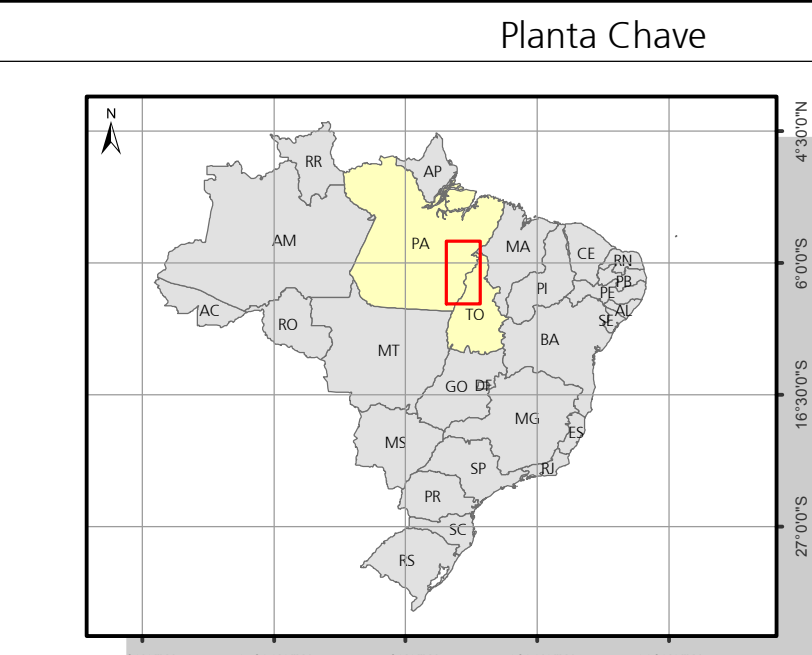 Planta Chave
N
4°30'0"N
RR
AP
AM
PA
MA
CE
RN
6°0'0"S
PB
PI
PE
AC
TO
AL
RO
SE
BA
MT
GO
DF
16°30'0"S
MG
ES
MS
SP
RJ
PR
27°0'0"S
SC
RS